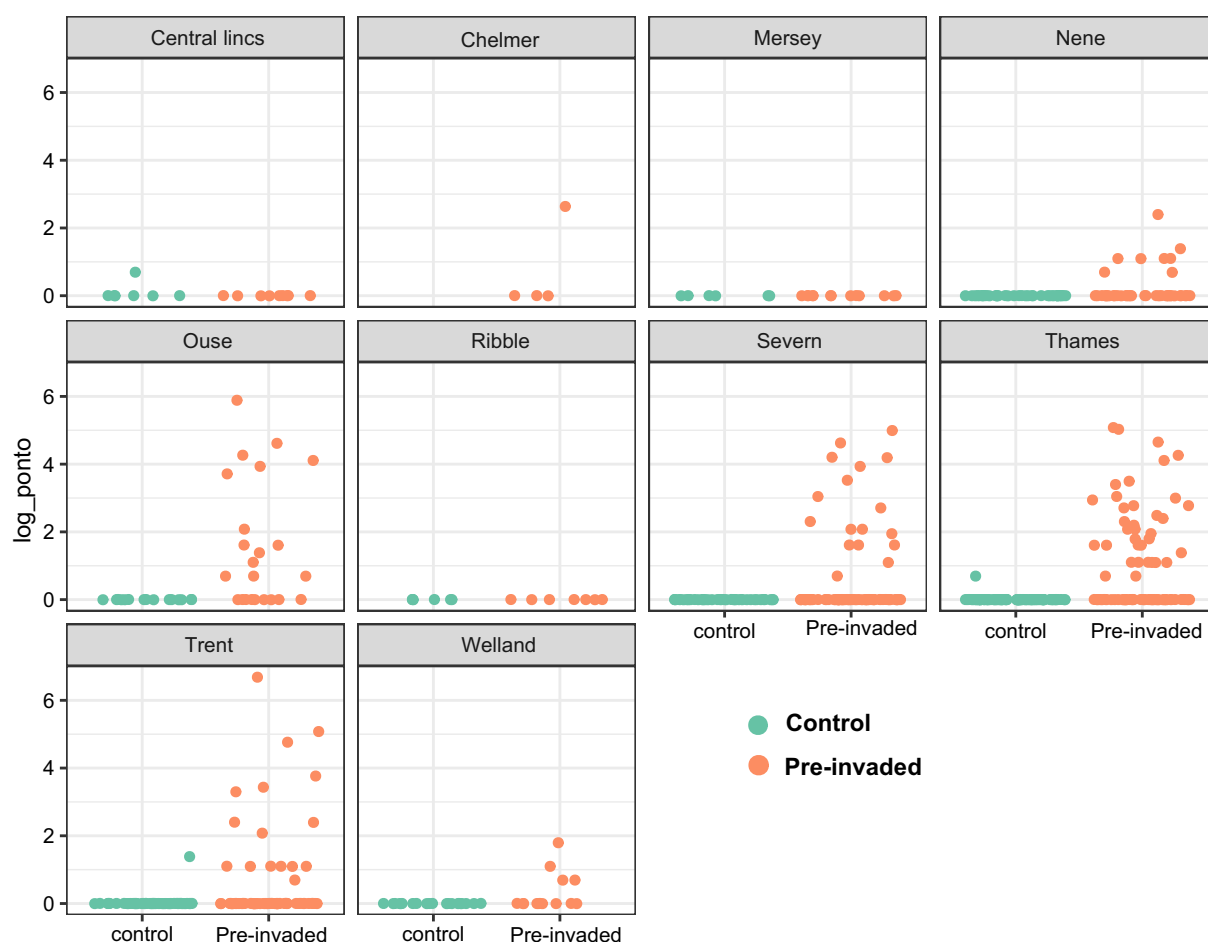 Central lincs Chelmer Mersey Nene
6
4
2
0
Ouse Ribble Severn Thames
6
4
2
0
log_ponto
control Pre-invaded control Pre-invaded
Trent Welland
6
4
2
0
control Pre-invaded control Pre-invaded
Control
Pre-invaded